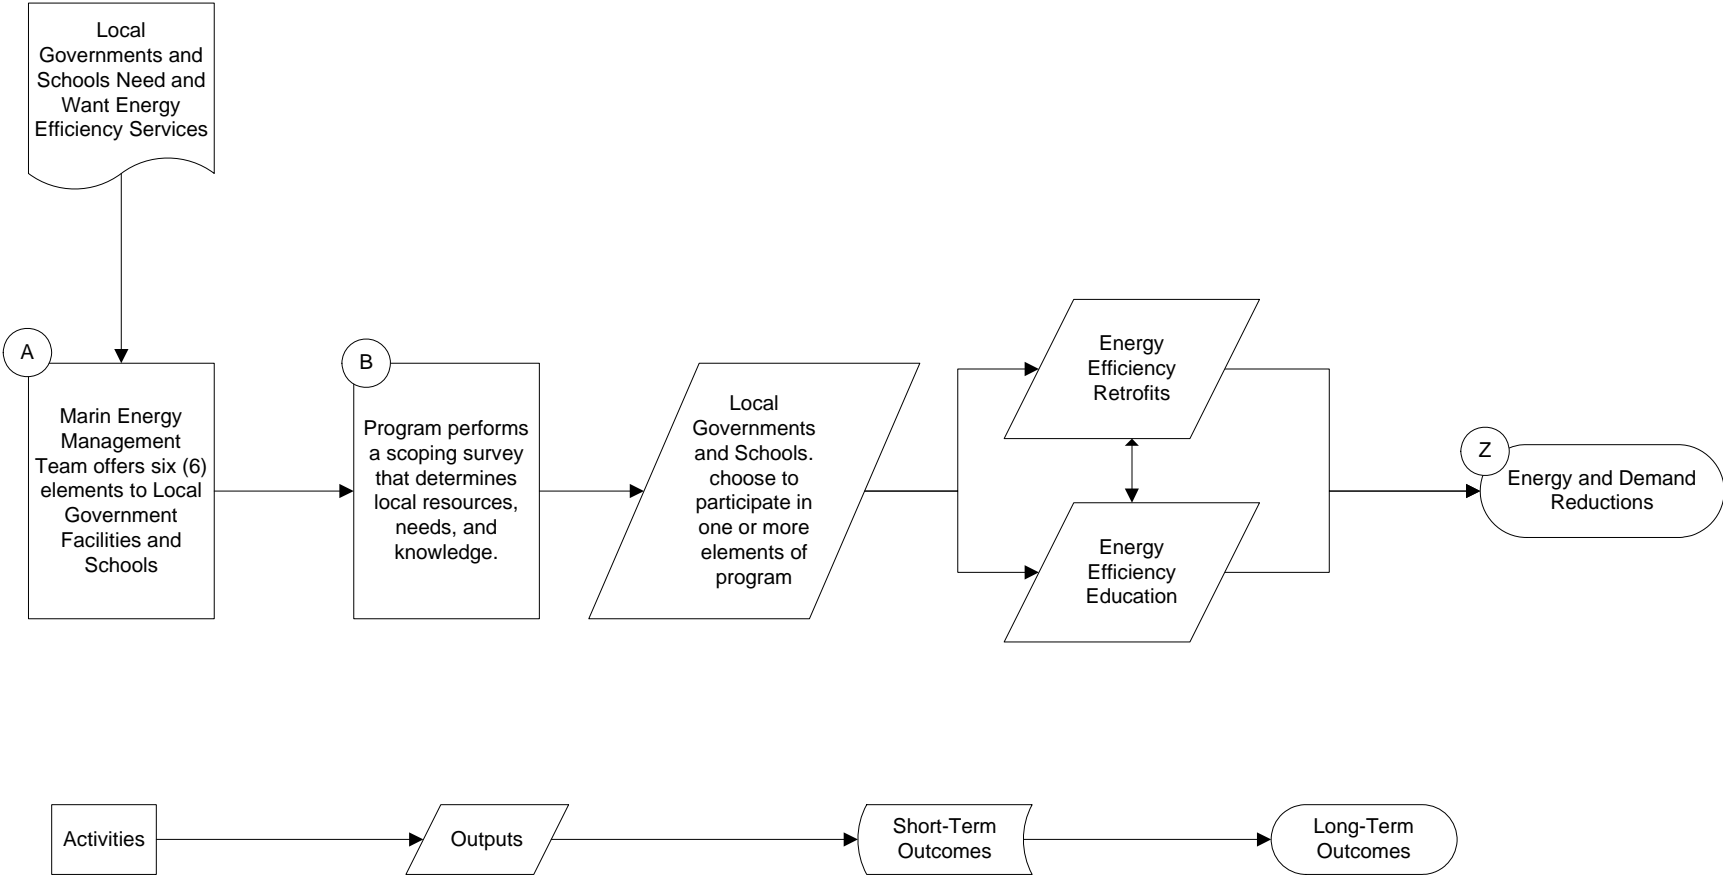 Local
Governments and
Schools Need and
Want Energy
Efficiency Services
A
Marin Energy
Management
Team offers six (6)
elements to Local
Government
Facilities and
Schools
B
Program performs
a scoping survey
that determines
local resources,
needs, and
knowledge.
Local
Governments
and Schools.
choose to
participate in
one or more
elements of
program
Energy
Efficiency
Retrofits
Energy
Efficiency
Education
Z
Energy and Demand
Reductions
Activities
Outputs
Short-Term
Outcomes
Long-Term
Outcomes